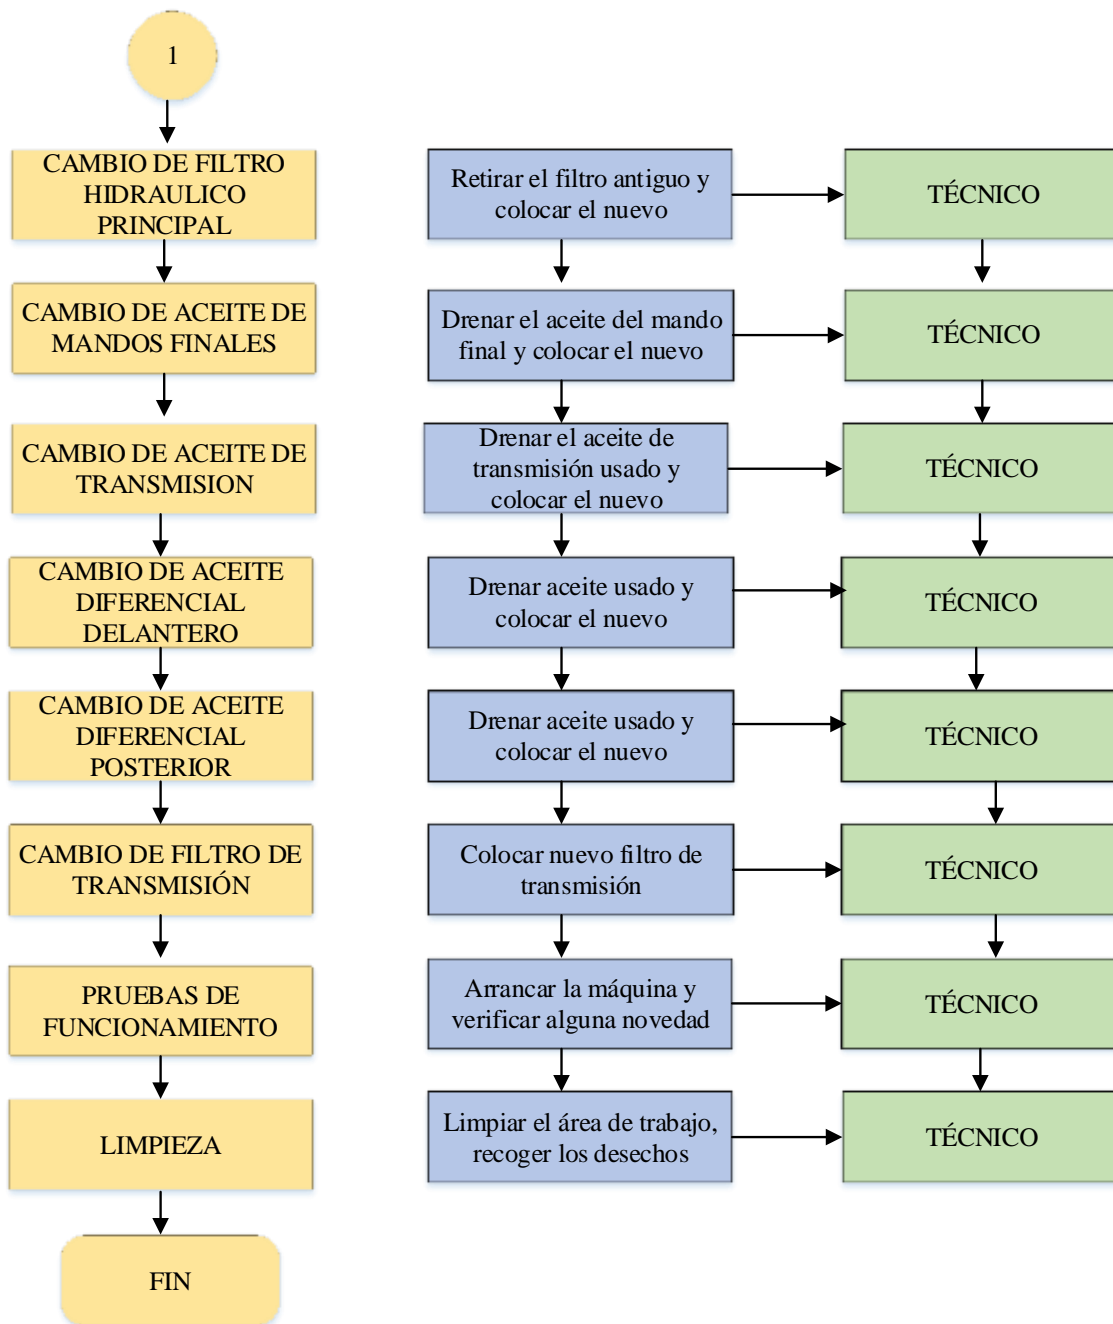 1
CAMBIO DE FILTRO
HIDRAULICO
PRINCIPAL
Retirar el filtro antiguo y
colocar el nuevo
TÉCNICO
CAMBIO DE ACEITE DE
MANDOS FINALES
Drenar el aceite del mando
final y colocar el nuevo
TÉCNICO
CAMBIO DE ACEITE DE
TRANSMISION
Drenar el aceite de
transmisión usado y
colocar el nuevo
TÉCNICO
CAMBIO DE ACEITE
DIFERENCIAL
DELANTERO
Drenar aceite usado y
colocar el nuevo
TÉCNICO
CAMBIO DE ACEITE
DIFERENCIAL
POSTERIOR
Drenar aceite usado y
colocar el nuevo
TÉCNICO
CAMBIO DE FILTRO DE
TRANSMISIÓN
Colocar nuevo filtro de
transmisión
TÉCNICO
PRUEBAS DE
FUNCIONAMIENTO
Arrancar la máquina y
verificar alguna novedad
TÉCNICO
LIMPIEZA
Limpiar el área de trabajo,
recoger los desechos
TÉCNICO
FIN